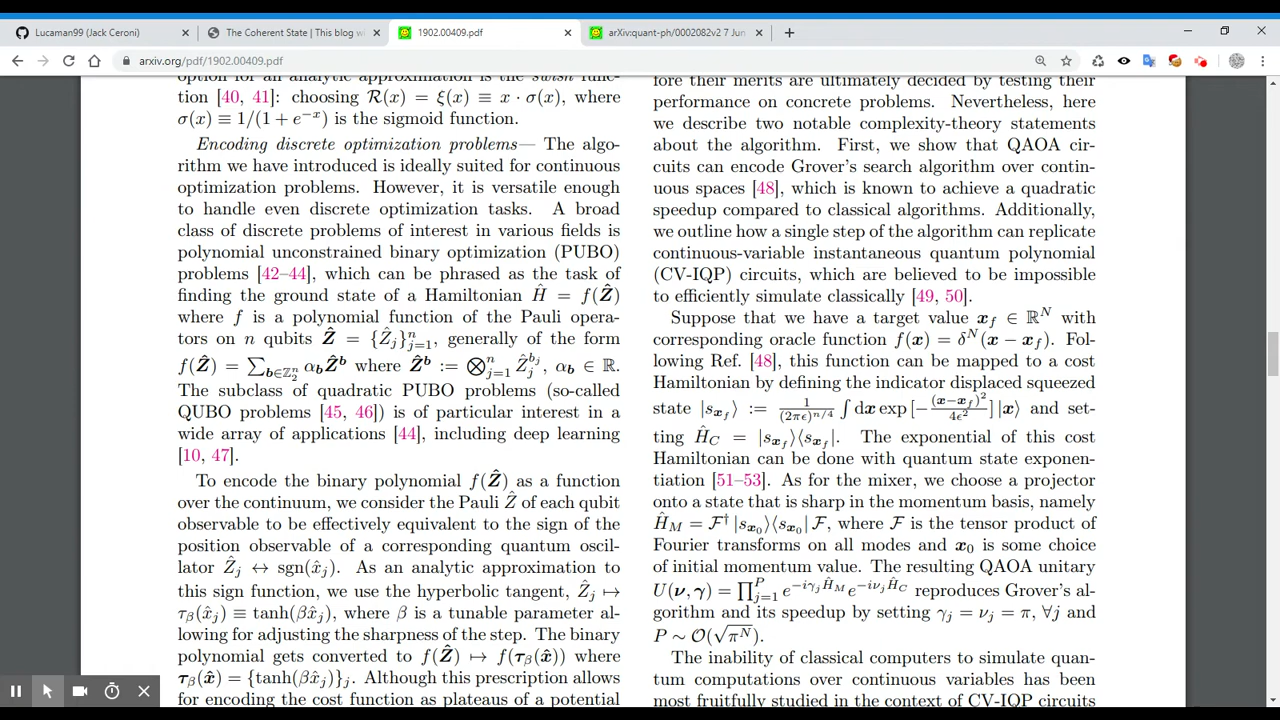 Lucaman99 (Jack Ceroni)
The Coherent State | This blog wi
1902.00409.pdf
arXiv:quant-ph/0002082v2 7 Jun
arxiv.org/pdf/1902.00409.pdf
option for an analytic approximation is the swish func-
tion [40, 41]: choosing R(x) = ξ(x) ≡ x · σ(x), where
σ(x) ≡ 1/(1 + e⁻ˣ) is the sigmoid function.
Encoding discrete optimization problems— The algo-
rithm we have introduced is ideally suited for continuous
optimization problems. However, it is versatile enough
to handle even discrete optimization tasks. A broad
class of discrete problems of interest in various fields is
polynomial unconstrained binary optimization (PUBO)
problems [42–44], which can be phrased as the task of
finding the ground state of a Hamiltonian Ĥ = f(Ẑ)
where f is a polynomial function of the Pauli opera-
tors on n qubits Ẑ = {Ẑ_j}ⁿ_{j=1}, generally of the form
f(Ẑ) = ∑_{b∈ℤ₂ⁿ} α_b Ẑᵇ where Ẑᵇ := ⨂ⁿ_{j=1} Ẑ_j^{b_j}, α_b ∈ ℝ.
The subclass of quadratic PUBO problems (so-called
QUBO problems [45, 46]) is of particular interest in a
wide array of applications [44], including deep learning
[10, 47].
To encode the binary polynomial f(Ẑ) as a function
over the continuum, we consider the Pauli Ẑ of each qubit
observable to be effectively equivalent to the sign of the
position observable of a corresponding quantum oscil-
lator Ẑ_j ↔ sgn(x̂_j). As an analytic approximation to
this sign function, we use the hyperbolic tangent, Ẑ_j ↦
τ_β(x̂_j) ≡ tanh(βx̂_j), where β is a tunable parameter al-
lowing for adjusting the sharpness of the step. The binary
polynomial gets converted to f(Ẑ) ↦ f(τ_β(x̂)) where
τ_β(x̂) = {tanh(βx̂_j)}_j. Although this prescription allows
for encoding the cost function as plateaus of a potential
fore their merits are ultimately decided by testing their
performance on concrete problems. Nevertheless, here
we describe two notable complexity-theory statements
about the algorithm. First, we show that QAOA cir-
cuits can encode Grover's search algorithm over contin-
uous spaces [48], which is known to achieve a quadratic
speedup compared to classical algorithms. Additionally,
we outline how a single step of the algorithm can replicate
continuous-variable instantaneous quantum polynomial
(CV-IQP) circuits, which are believed to be impossible
to efficiently simulate classically [49, 50].
Suppose that we have a target value x_f ∈ ℝᴺ with
corresponding oracle function f(x) = δᴺ(x − x_f). Fol-
lowing Ref. [48], this function can be mapped to a cost
Hamiltonian by defining the indicator displaced squeezed
state |s_{x_f}⟩ := 1/(2πϵ)^{n/4} ∫ dx exp[−(x−x_f)²/4ϵ²] |x⟩ and set-
ting Ĥ_C = |s_{x_f}⟩⟨s_{x_f}|. The exponential of this cost
Hamiltonian can be done with quantum state exponen-
tiation [51–53]. As for the mixer, we choose a projector
onto a state that is sharp in the momentum basis, namely
Ĥ_M = F† |s_{x₀}⟩⟨s_{x₀}| F, where F is the tensor product of
Fourier transforms on all modes and x₀ is some choice
of initial momentum value. The resulting QAOA unitary
U(ν, γ) = ∏ᴾ_{j=1} e^{−iγ_jĤ_M} e^{−iν_jĤ_C} reproduces Grover's al-
gorithm and its speedup by setting γ_j = ν_j = π, ∀j and
P ∼ O(√πᴺ).
The inability of classical computers to simulate quan-
tum computations over continuous variables has been
most fruitfully studied in the context of CV-IQP circuits